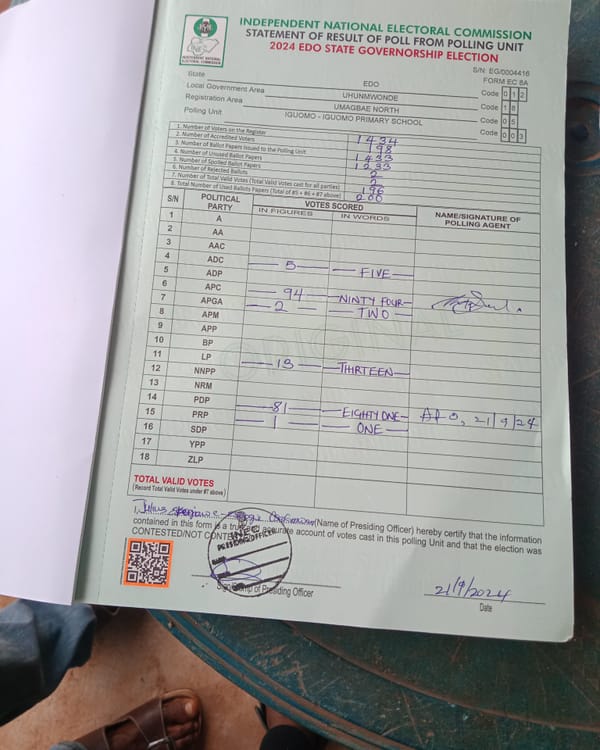 INDEPENDENT NATIONAL ELECTORAL COMMISSION
STATEMENT OF RESULT OF POLL FROM POLLING UNIT
2024 EDO STATE GOVERNORSHIP ELECTION
S/N: EG/0004416
FORM EC 8A
State EDO Code 0 1 2
Local Government Area UHUNMWONDE Code 1 8
Registration Area UMAGBAE NORTH Code 0 5
Polling Unit IGUOMO - IGUOMO PRIMARY SCHOOL Code 0 0 3
1. Number of Voters on the Register 1434
2. Number of Accredited Voters 198
3. Number of Ballot Papers Issued to the Polling Unit 1433
4. Number of Unused Ballot Papers 1233
5. Number of Spoiled Ballot Papers 2
6. Number of Rejected Ballots 2
7. Number of Total Valid Votes (Total Valid Votes cast for all parties) 196
8. Total Number of Used Ballots Papers (Total of #5 + #6 + #7 above) 200
S/N POLITICAL PARTY VOTES SCORED NAME/SIGNATURE OF POLLING AGENT
IN FIGURES IN WORDS
1 A
2 AA
3 AAC
4 ADC 5 FIVE
5 ADP
6 APC 94 NINTY FOUR
7 APGA 2 TWO
8 APM
9 APP
10 BP
11 LP 13 THIRTEEN
12 NNPP
13 NRM
14 PDP 81 EIGHTY ONE 21/9/24
15 PRP 1 ONE
16 SDP
17 YPP
18 ZLP
TOTAL VALID VOTES
(Record Total Valid Votes under #7 above)
I, Julius (Name of Presiding Officer) hereby certify that the information
contained in this form is a true and accurate account of votes cast in this polling Unit and that the election was
CONTESTED/NOT CONTESTED
INEC
PRESIDING OFFICER
21/9/2024
Sign/Stamp of Presiding Officer
Date